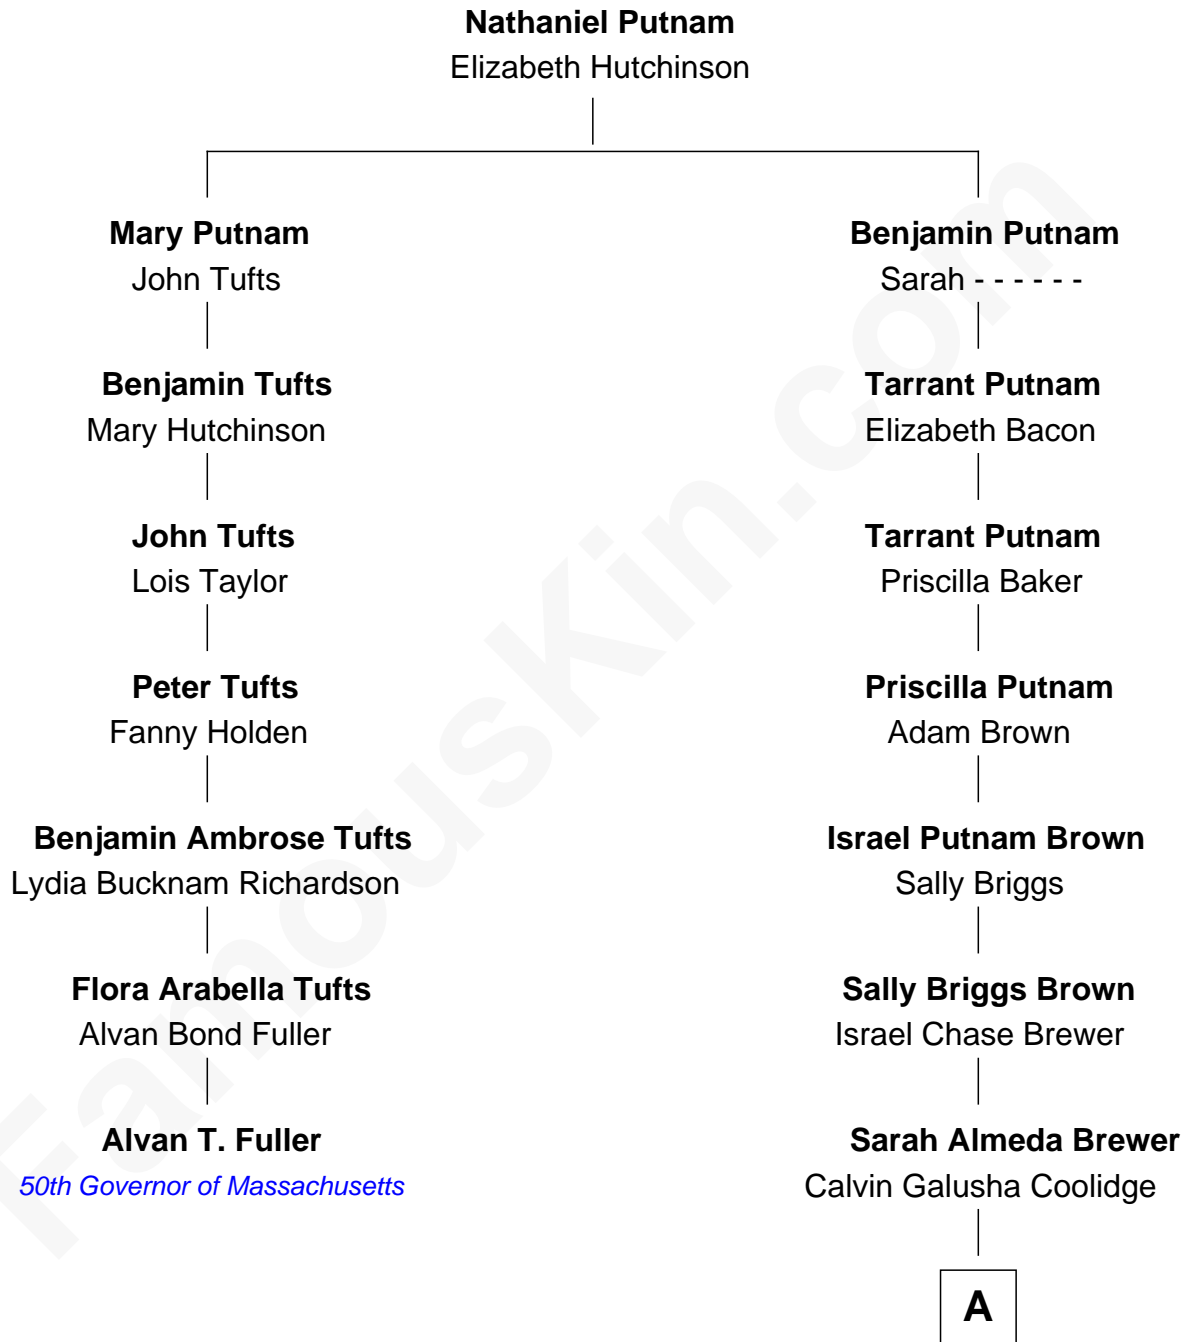 Nathaniel Putnam
Elizabeth Hutchinson
Mary Putnam
John Tufts
Benjamin Tufts
Mary Hutchinson
John Tufts
Lois Taylor
Peter Tufts
Fanny Holden
Benjamin Ambrose Tufts
Lydia Bucknam Richardson
Flora Arabella Tufts
Alvan Bond Fuller
Alvan T. Fuller
50th Governor of Massachusetts
Benjamin Putnam
Sarah - - - - - -
Tarrant Putnam
Elizabeth Bacon
Tarrant Putnam
Priscilla Baker
Priscilla Putnam
Adam Brown
Israel Putnam Brown
Sally Briggs
Sally Briggs Brown
Israel Chase Brewer
Sarah Almeda Brewer
Calvin Galusha Coolidge
A
FamousKin.com